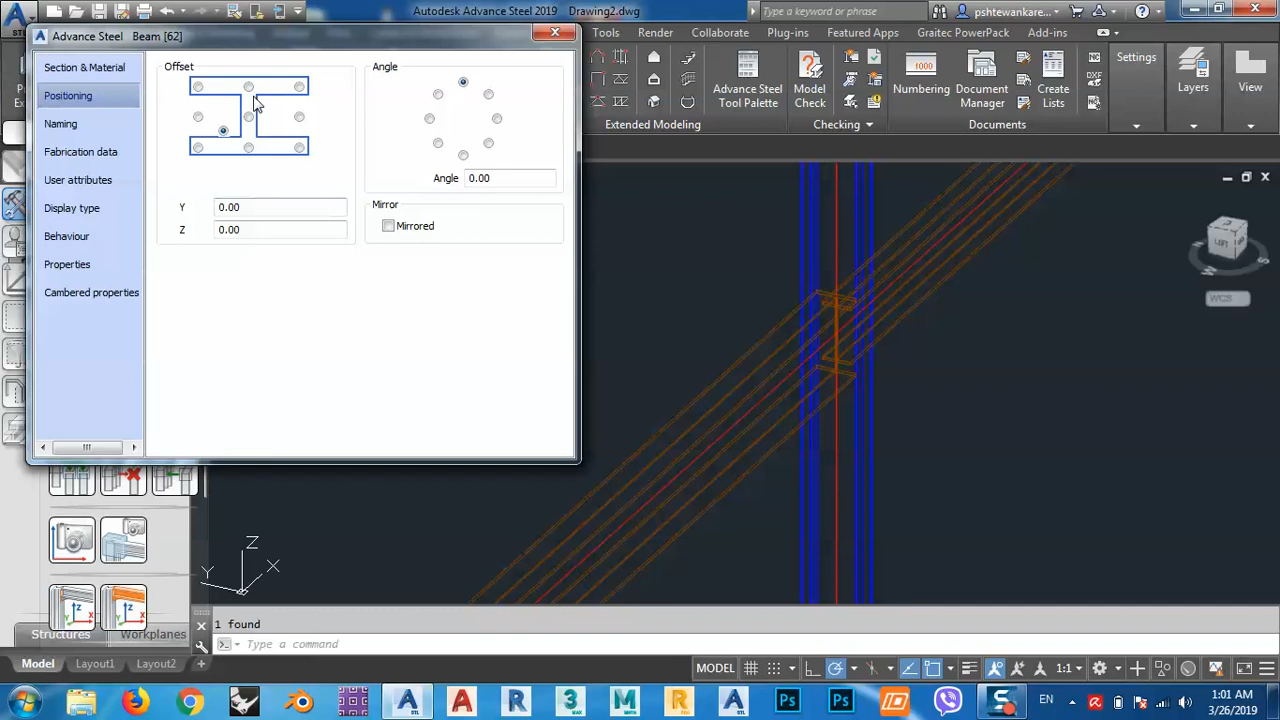 Autodesk Advance Steel 2019 Drawing2.dwg
Type a keyword or phrase
pshtewankare...
Advance Steel Beam [62]
Tools
Render
Collaborate
Plug-ins
Featured Apps
Graitec PowerPack
Add-ins
Section & Material
Positioning
Naming
Fabrication data
User attributes
Display type
Behaviour
Properties
Cambered properties
Offset
Y 0.00
Z 0.00
Angle
Angle 0.00
Mirror
Mirrored
Advance Steel
Tool Palette
Extended Modeling
Model
Check
Checking
1000
Numbering
Document
Manager
Create
Lists
DXF
Documents
Settings
Layers
View
LEFT
WCS
Z
Y
X
X
Y
Z
1 found
Type a command
Structures
Workplanes
Model
Layout1
Layout2
MODEL
1:1
EN
1:01 AM
3/26/2019